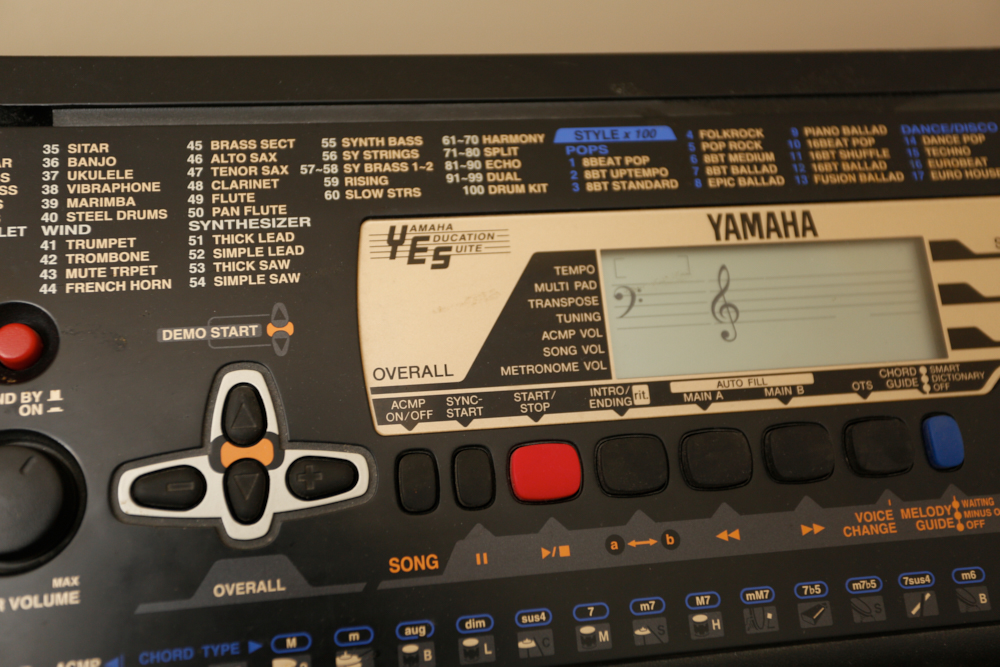 35 SITAR
36 BANJO
37 UKULELE
38 VIBRAPHONE
39 MARIMBA
40 STEEL DRUMS
WIND
41 TRUMPET
42 TROMBONE
43 MUTE TRPET
44 FRENCH HORN
45 BRASS SECT
46 ALTO SAX
47 TENOR SAX
48 CLARINET
49 FLUTE
50 PAN FLUTE
SYNTHESIZER
51 THICK LEAD
52 SIMPLE LEAD
53 THICK SAW
54 SIMPLE SAW
55 SYNTH BASS
56 SY STRINGS
57~58 SY BRASS 1~2
59 RISING
60 SLOW STRS
61~70 HARMONY
71~80 SPLIT
81~90 ECHO
91~99 DUAL
100 DRUM KIT
STYLE x 100
POPS
1 8BEAT POP
2 8BT UPTEMPO
3 8BT STANDARD
4 FOLKROCK
5 POP ROCK
6 8BT MEDIUM
7 8BT BALLAD
8 EPIC BALLAD
9 PIANO BALLAD
10 16BEAT POP
11 16BT SHUFFLE
12 16BT BALLAD
13 FUSION BALLAD
DANCE/DISCO
14 DANCE POP
15 TECHNO
16 EUROBEAT
17 EURO HOUS
LET
YAMAHA
EDUCATION
SUITE
YAMAHA
TEMPO
MULTI PAD
TRANSPOSE
TUNING
ACMP VOL
SONG VOL
METRONOME VOL
OVERALL
DEMO START
ND BY
ON
ACMP
ON/OFF
SYNC-
START
START/
STOP
INTRO/
ENDING rit.
AUTO FILL
MAIN A
MAIN B
OTS
CHORD
GUIDE
SMART
DICTIONARY
OFF
SONG
a b
VOICE
CHANGE
MELODY
GUIDE
WAITING
MINUS
OFF
MAX
R VOLUME
OVERALL
ACMP
CHORD TYPE
M
m
aug
dim
sus4
7
m7
M7
mM7
7b5
m7b5
7sus4
m6
B
L
C
M
S
H
S
B